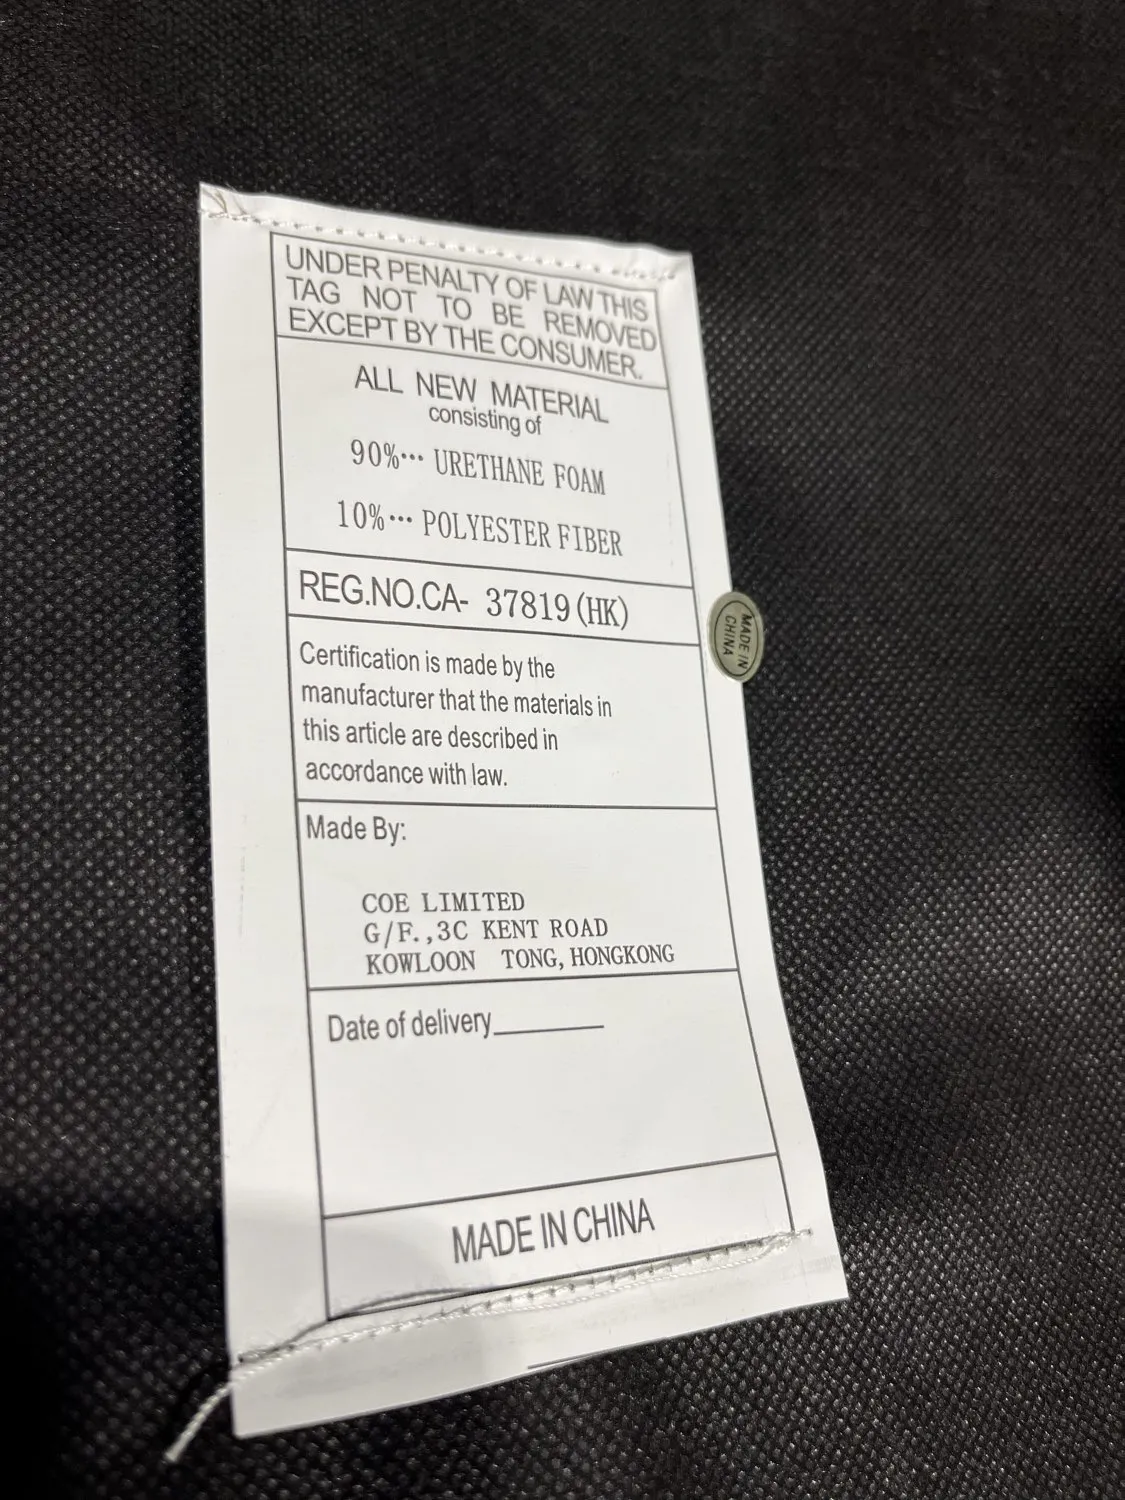 UNDER PENALTY OF LAW THIS
TAG NOT TO BE REMOVED
EXCEPT BY THE CONSUMER.
ALL NEW MATERIAL
consisting of
90%··· URETHANE FOAM
10%··· POLYESTER FIBER
REG.NO.CA- 37819(HK)
Certification is made by the
manufacturer that the materials in
this article are described in
accordance with law.
Made By:
COE LIMITED
G/F.,3C KENT ROAD
KOWLOON TONG, HONGKONG
Date of delivery________
MADE IN CHINA
MADE IN
CHINA